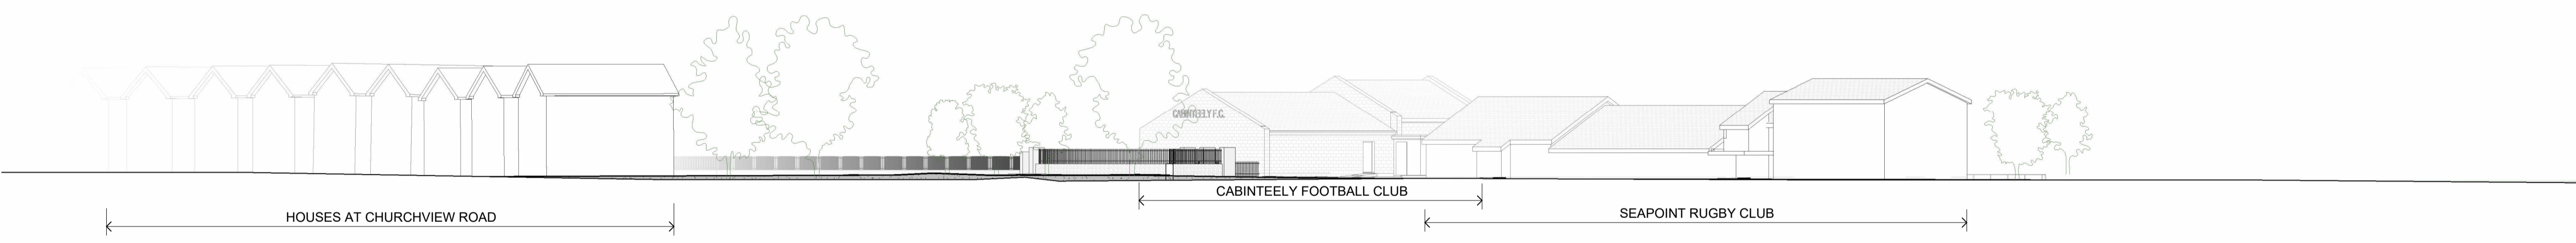 CABINTEELY F.C.
CABINTEELY FOOTBALL CLUB
HOUSES AT CHURCHVIEW ROAD
SEAPOINT RUGBY CLUB